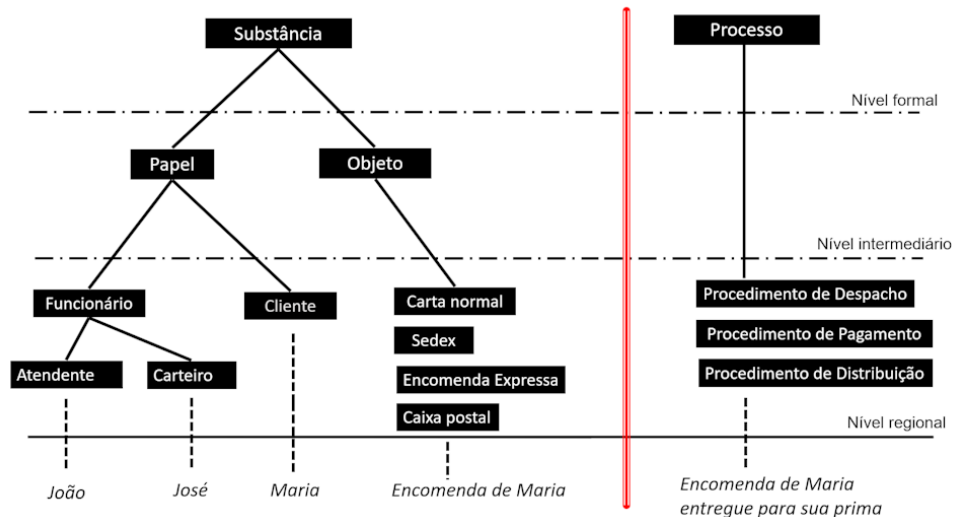 Substância
Processo
Nível formal
Papel
Objeto
Nível intermediário
Funcionário
Cliente
Carta normal
Procedimento de Despacho
Sedex
Procedimento de Pagamento
Atendente
Carteiro
Encomenda Expressa
Procedimento de Distribuição
Caixa postal
Nível regional
João
José
Maria
Encomenda de Maria
Encomenda de Maria
entregue para sua prima